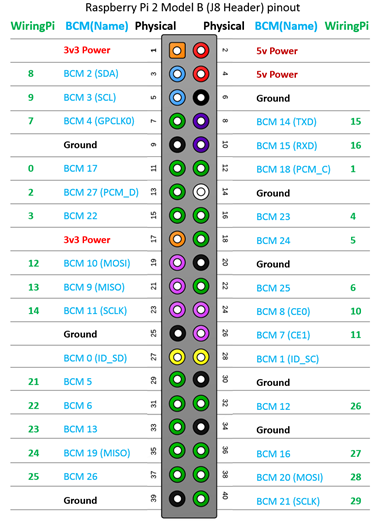 Raspberry Pi 2 Model B (J8 Header) pinout
WiringPi BCM(Name) Physical Physical BCM(Name) WiringPi
3v3 Power 1 2 5v Power
8 BCM 2 (SDA) 3 4 5v Power
9 BCM 3 (SCL) 5 6 Ground
7 BCM 4 (GPCLK0) 7 8 BCM 14 (TXD) 15
Ground 9 10 BCM 15 (RXD) 16
0 BCM 17 11 12 BCM 18 (PCM_C) 1
2 BCM 27 (PCM_D) 13 14 Ground
3 BCM 22 15 16 BCM 23 4
3v3 Power 17 18 BCM 24 5
12 BCM 10 (MOSI) 19 20 Ground
13 BCM 9 (MISO) 21 22 BCM 25 6
14 BCM 11 (SCLK) 23 24 BCM 8 (CE0) 10
Ground 25 26 BCM 7 (CE1) 11
BCM 0 (ID_SD) 27 28 BCM 1 (ID_SC)
21 BCM 5 29 30 Ground
22 BCM 6 31 32 BCM 12 26
23 BCM 13 33 34 Ground
24 BCM 19 (MISO) 35 36 BCM 16 27
25 BCM 26 37 38 BCM 20 (MOSI) 28
Ground 39 40 BCM 21 (SCLK) 29